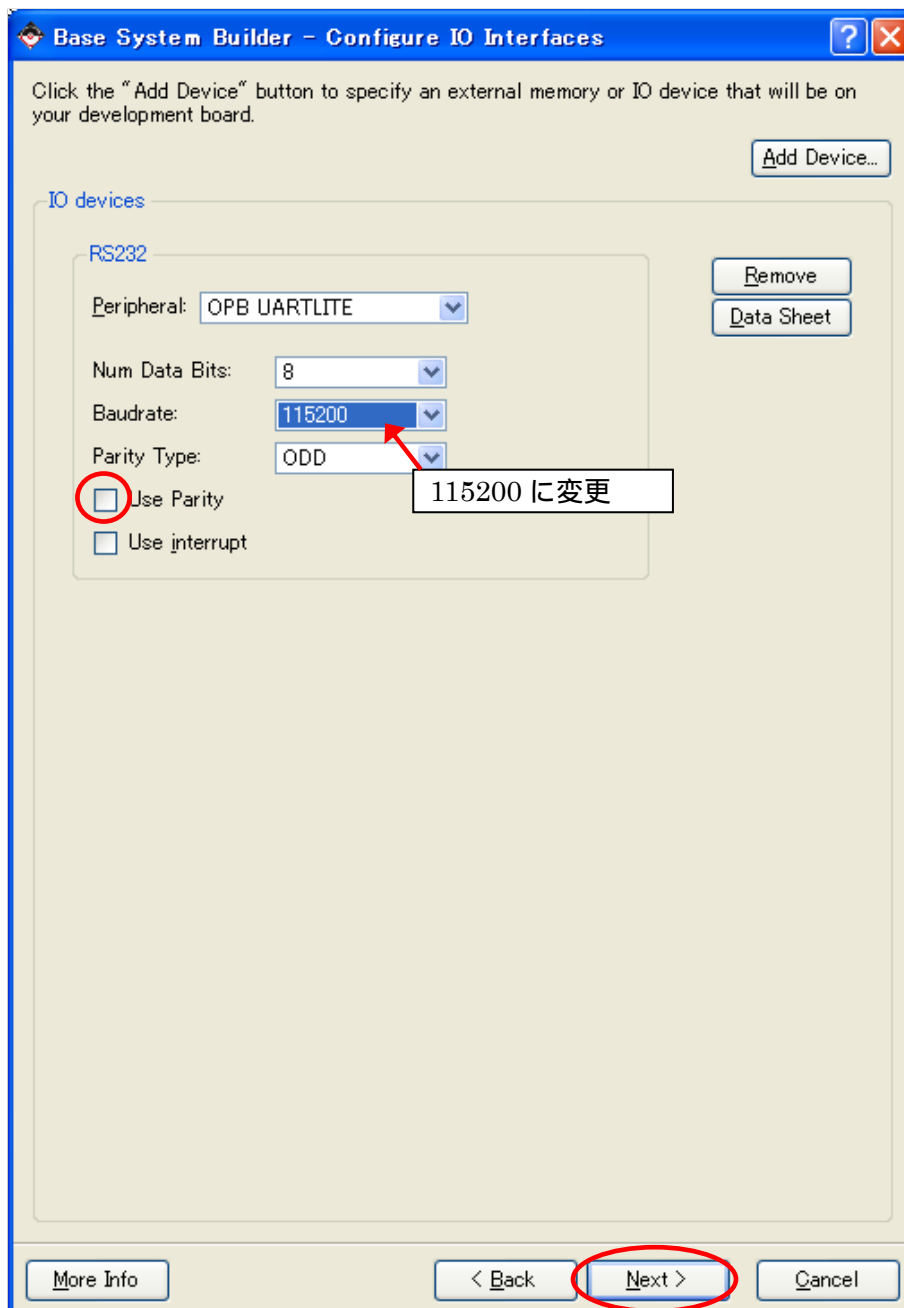 Base System Builder - Configure IO Interfaces
Click the "Add Device" button to specify an external memory or IO device that will be on
your development board.
Add Device...
IO devices
RS232
Remove
Peripheral: OPB UARTLITE
Data Sheet
Num Data Bits: 8
Baudrate: 115200
Parity Type: ODD
115200 に変更
Use Parity
Use interrupt
More Info
< Back
Next >
Cancel